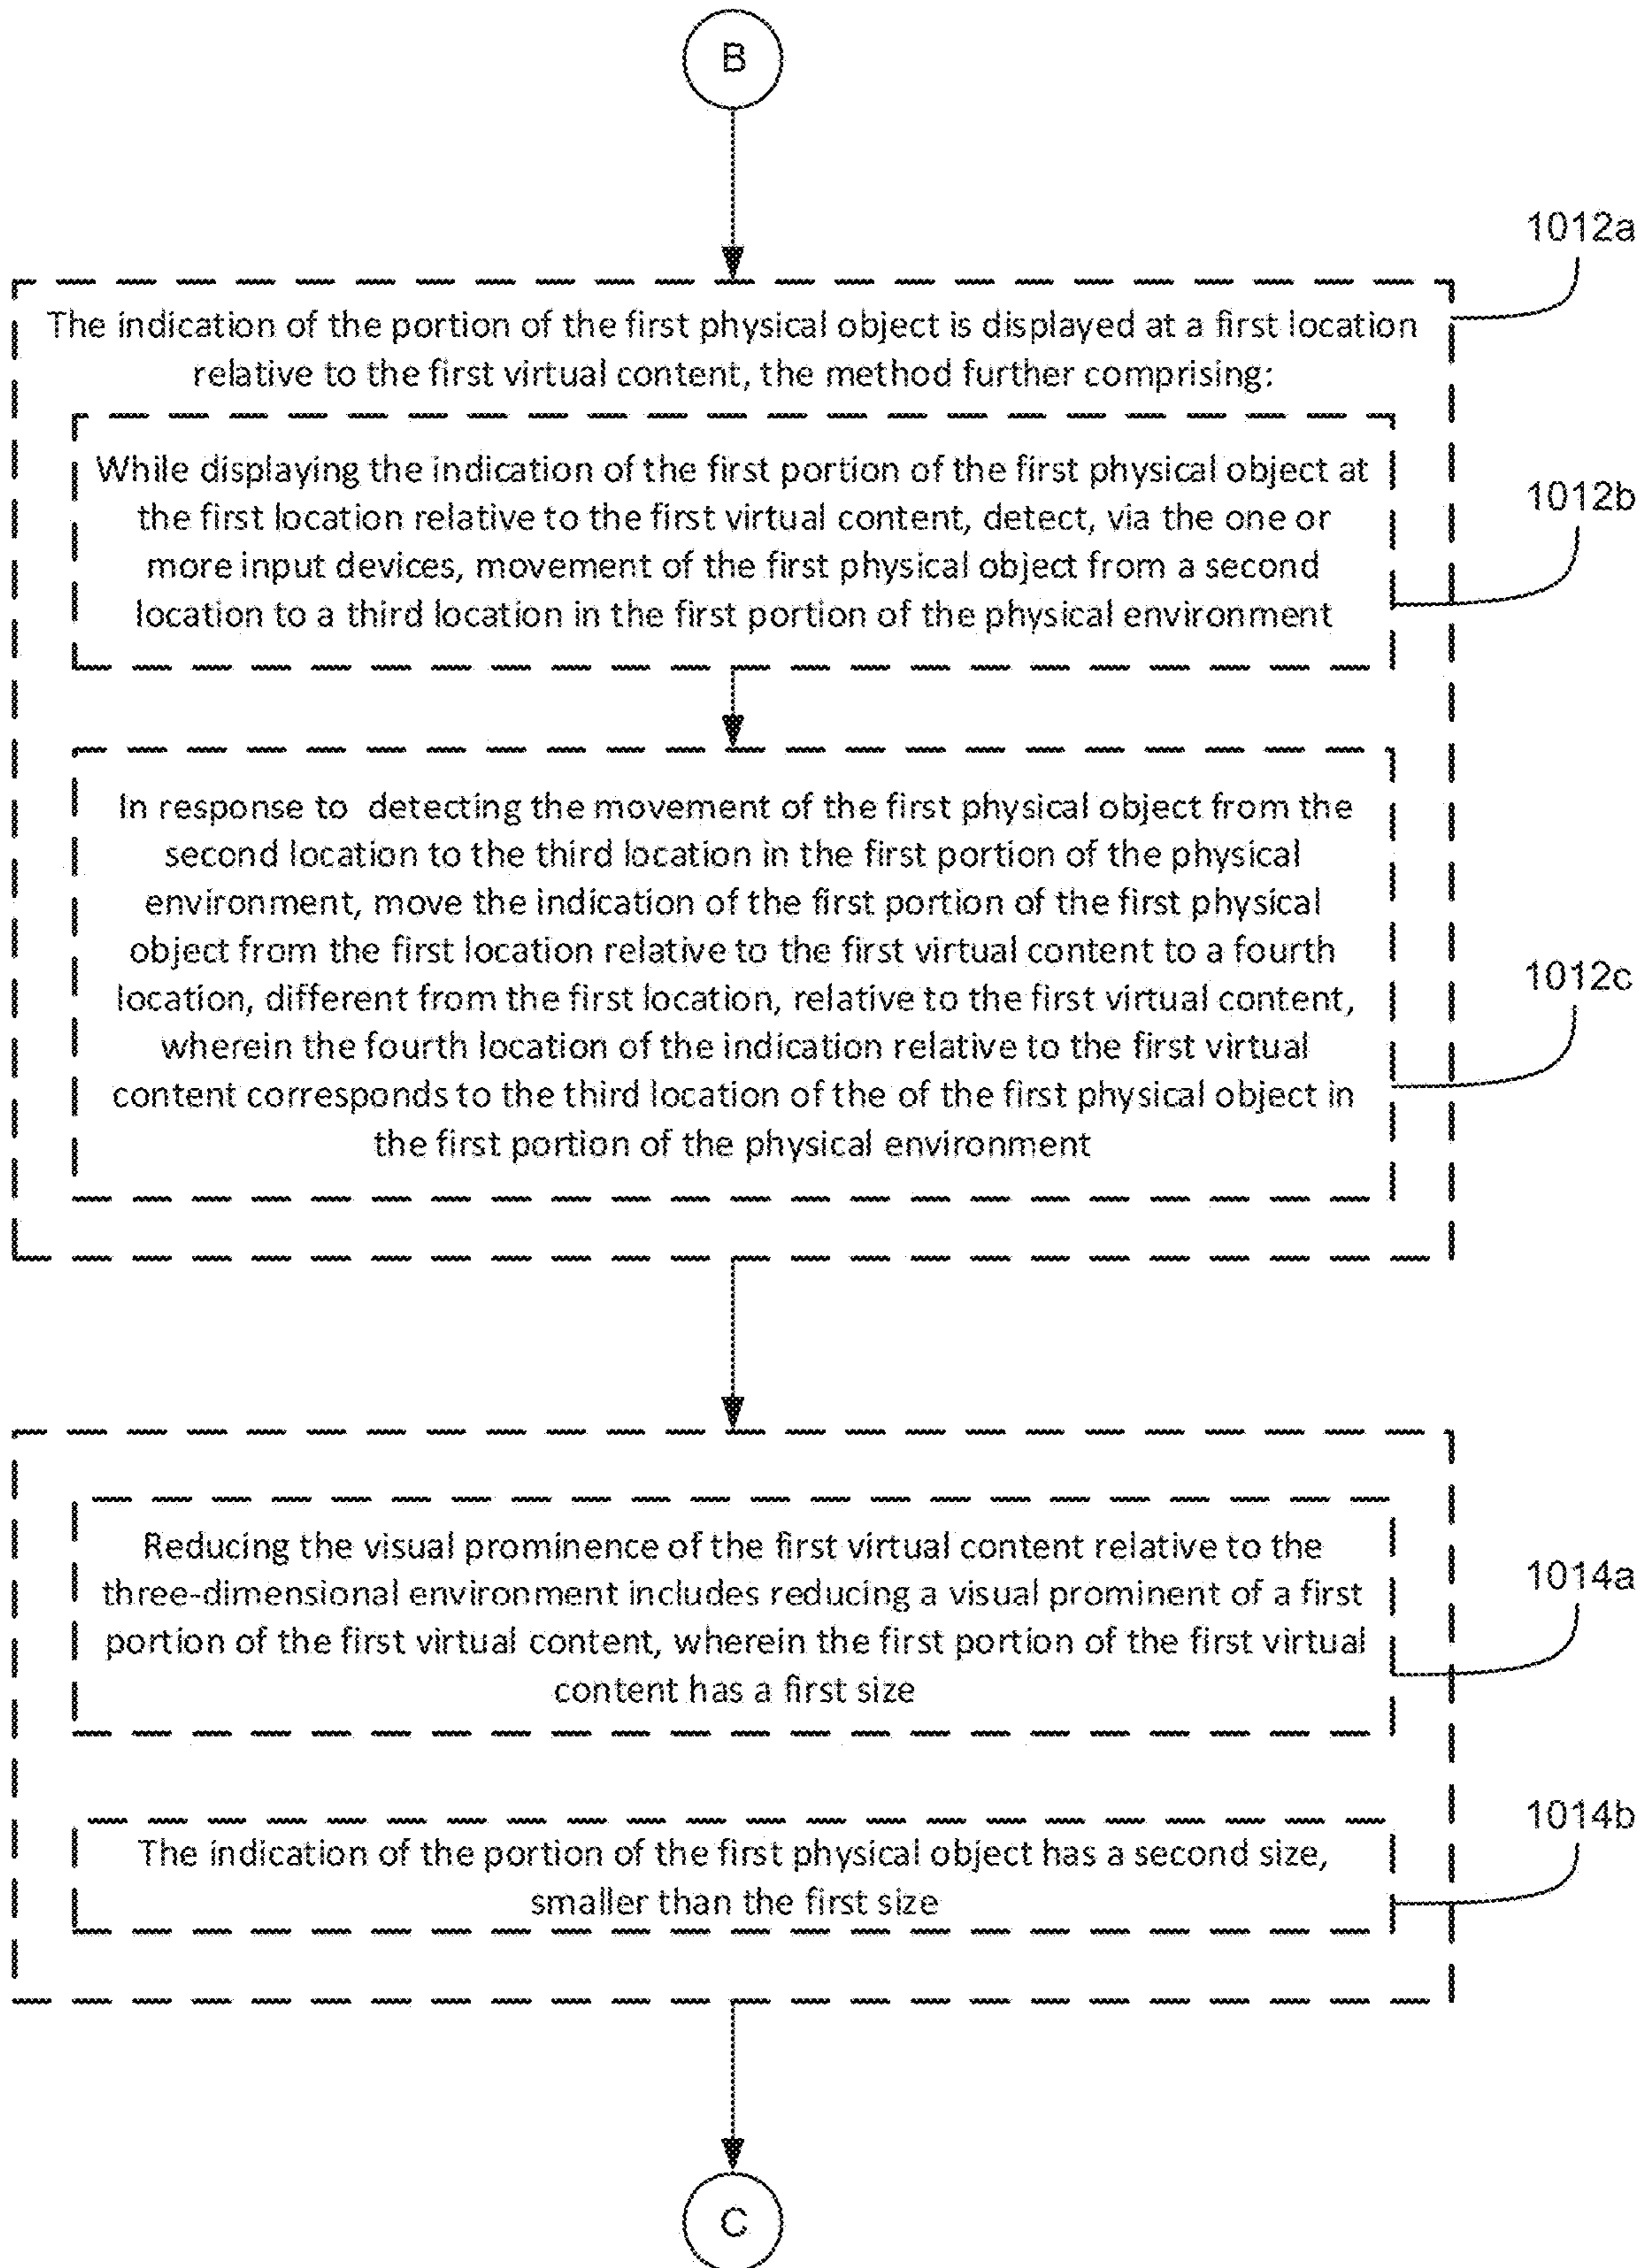 B
1012a
The indication of the portion of the first physical object is displayed at a first location
relative to the first virtual content, the method further comprising:
1012b
While displaying the indication of the first portion of the first physical object at
the first location relative to the first virtual content, detect, via the one or
more input devices, movement of the first physical object from a second
location to a third location in the first portion of the physical environment
1012c
In response to detecting the movement of the first physical object from the
second location to the third location in the first portion of the physical
environment, move the indication of the first portion of the first physical
object from the first location relative to the first virtual content to a fourth
location, different from the first location, relative to the first virtual content,
wherein the fourth location of the indication relative to the first virtual
content corresponds to the third location of the of the first physical object in
the first portion of the physical environment
1014a
Reducing the visual prominence of the first virtual content relative to the
three-dimensional environment includes reducing a visual prominent of a first
portion of the first virtual content, wherein the first portion of the first virtual
content has a first size
1014b
The indication of the portion of the first physical object has a second size,
smaller than the first size
C